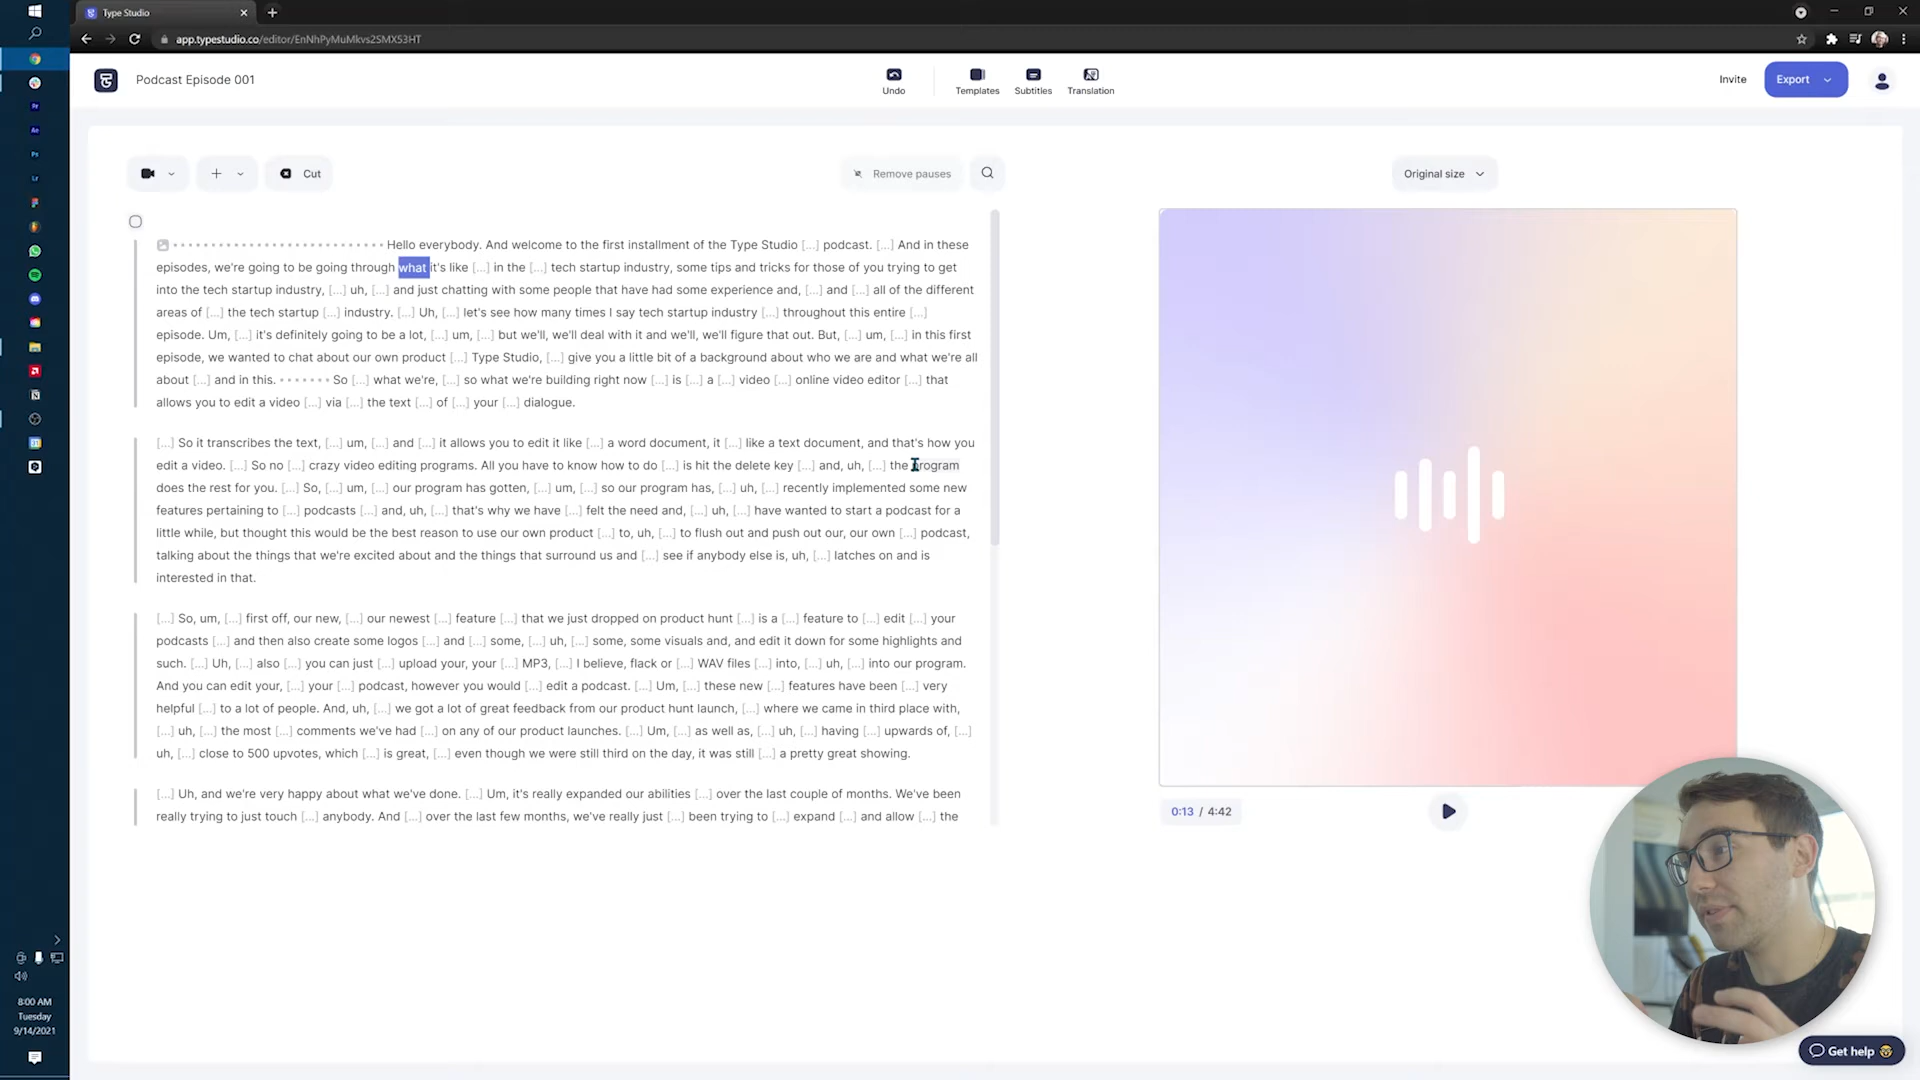 Type Studio
app.typestudio.co/editor/EnNhPyMuMkvs2SMX53HT
Podcast Episode 001
Undo
Templates
Subtitles
Translation
Invite
Export
Cut
Remove pauses
Original size
Hello everybody. And welcome to the first installment of the Type Studio [...] podcast. [...] And in these
episodes, we're going to be going through what it's like [...] in the [...] tech startup industry, some tips and tricks for those of you trying to get
into the tech startup industry, [...] uh, [...] and just chatting with some people that have had some experience and, [...] and [...] all of the different
areas of [...] the tech startup [...] industry. [...] Uh, [...] let's see how many times I say tech startup industry [...] throughout this entire [...]
episode. Um, [...] it's definitely going to be a lot, [...] um, [...] but we'll, we'll deal with it and we'll, we'll figure that out. But, [...] um, [...] in this first
episode, we wanted to chat about our own product [...] Type Studio, [...] give you a little bit of a background about who we are and what we're all
about [...] and in this. ······· So [...] what we're, [...] so what we're building right now [...] is [...] a [...] video [...] online video editor [...] that
allows you to edit a video [...] via [...] the text [...] of [...] your [...] dialogue.
[...] So it transcribes the text, [...] um, [...] and [...] it allows you to edit it like [...] a word document, it [...] like a text document, and that's how you
edit a video. [...] So no [...] crazy video editing programs. All you have to know how to do [...] is hit the delete key [...] and, uh, [...] the program
does the rest for you. [...] So, [...] um, [...] our program has gotten, [...] um, [...] so our program has, [...] uh, [...] recently implemented some new
features pertaining to [...] podcasts [...] and, uh, [...] that's why we have [...] felt the need and, [...] uh, [...] have wanted to start a podcast for a
little while, but thought this would be the best reason to use our own product [...] to, uh, [...] to flush out and push out our, our own [...] podcast,
talking about the things that we're excited about and the things that surround us and [...] see if anybody else is, uh, [...] latches on and is
interested in that.
[...] So, um, [...] first off, our new, [...] our newest [...] feature [...] that we just dropped on product hunt [...] is a [...] feature to [...] edit [...] your
podcasts [...] and then also create some logos [...] and [...] some, [...] uh, [...] some, some visuals and, and edit it down for some highlights and
such. [...] Uh, [...] also [...] you can just [...] upload your, your [...] MP3, [...] I believe, flack or [...] WAV files [...] into, [...] uh, [...] into our program.
And you can edit your, [...] your [...] podcast, however you would [...] edit a podcast. [...] Um, [...] these new [...] features have been [...] very
helpful [...] to a lot of people. And, uh, [...] we got a lot of great feedback from our product hunt launch, [...] where we came in third place with,
[...] uh, [...] the most [...] comments we've had [...] on any of our product launches. [...] Um, [...] as well as, [...] uh, [...] having [...] upwards of, [...]
uh, [...] close to 500 upvotes, which [...] is great, [...] even though we were still third on the day, it was still [...] a pretty great showing.
[...] Uh, and we're very happy about what we've done. [...] Um, it's really expanded our abilities [...] over the last couple of months. We've been
really trying to just touch [...] anybody. And [...] over the last few months, we've really just [...] been trying to [...] expand [...] and allow [...] the
0:13 / 4:42
8:00 AM
Tuesday
9/14/2021
Get help